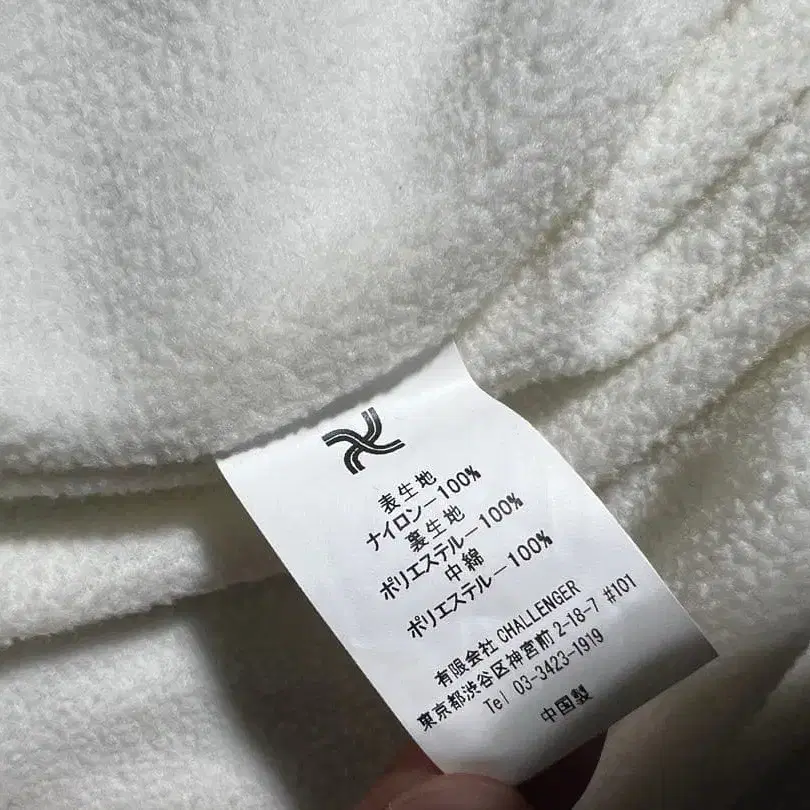 表生地
ナイロンー100%
裏生地
ポリエステルー100%
中綿
ポリエステルー100%
有限会社 CHALLENGER
東京都渋谷区神宮前 2-18-7 #101
Tel 03-3423-1919
中国製